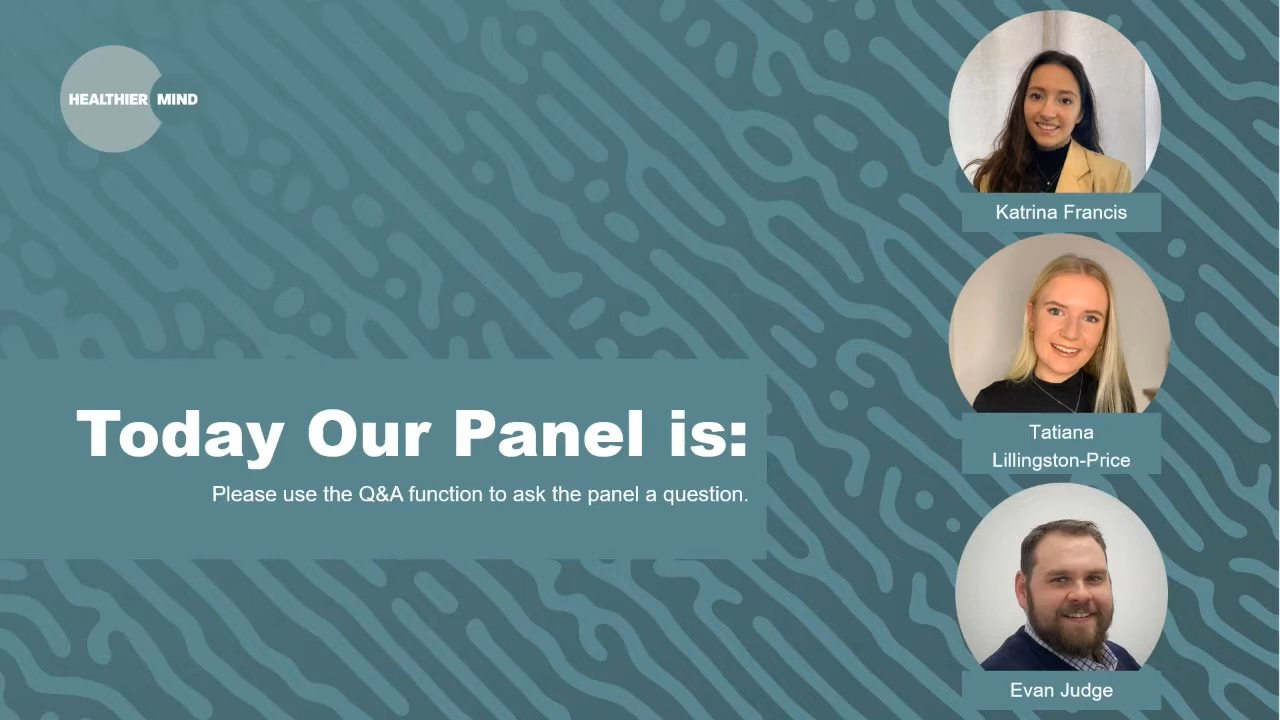 HEALTHIER MIND
Today Our Panel is:
Please use the Q&A function to ask the panel a question.
Katrina Francis
Tatiana
Lillingston-Price
Evan Judge